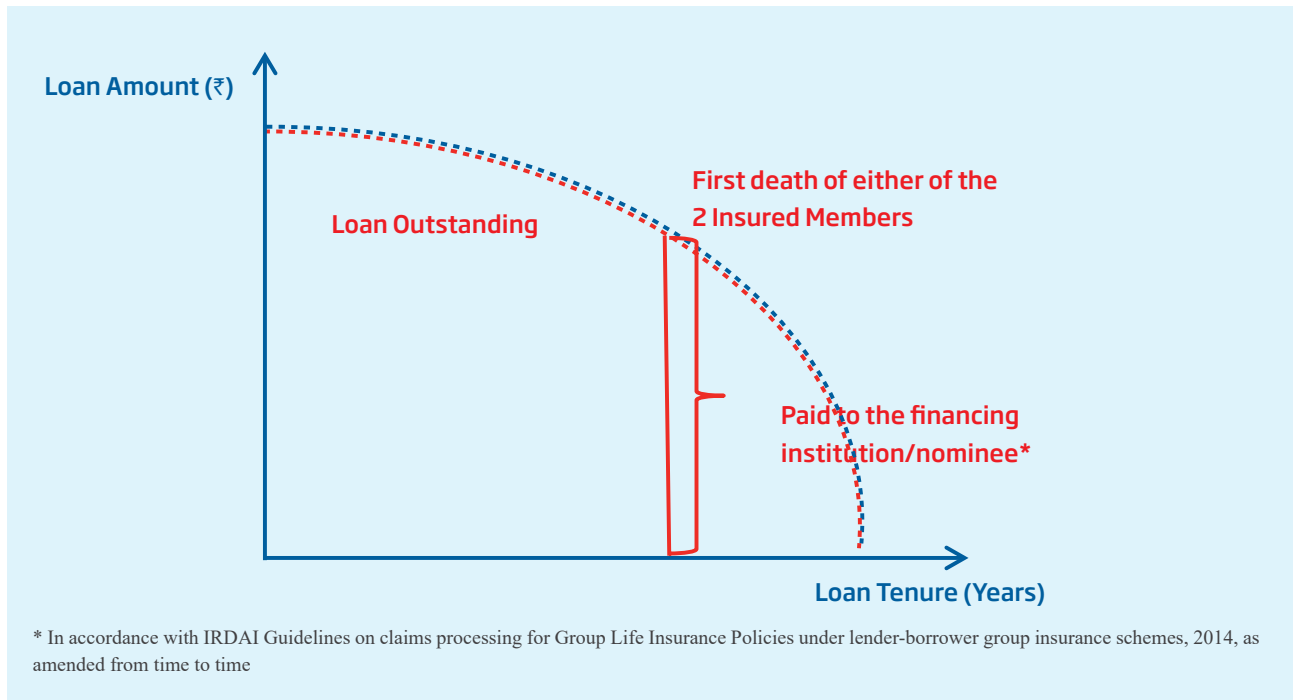 Loan Amount (₹)
First death of either of the
2 Insured Members
Loan Outstanding
Paid to the financing
institution/nominee*
Loan Tenure (Years)
* In accordance with IRDAI Guidelines on claims processing for Group Life Insurance Policies under lender-borrower group insurance schemes, 2014, as
amended from time to time